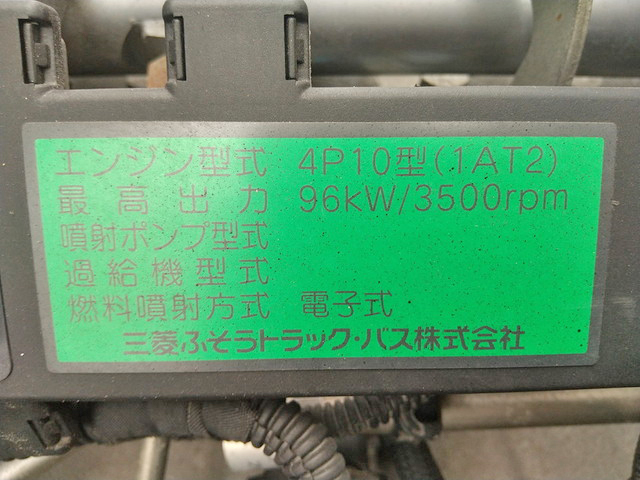 エンジン型式 4P10型(1AT2)
最高出力 96kW/3500rpm
噴射ポンプ型式
過給機型式
燃料噴射方式 電子式
三菱ふそうトラック・バス株式会社